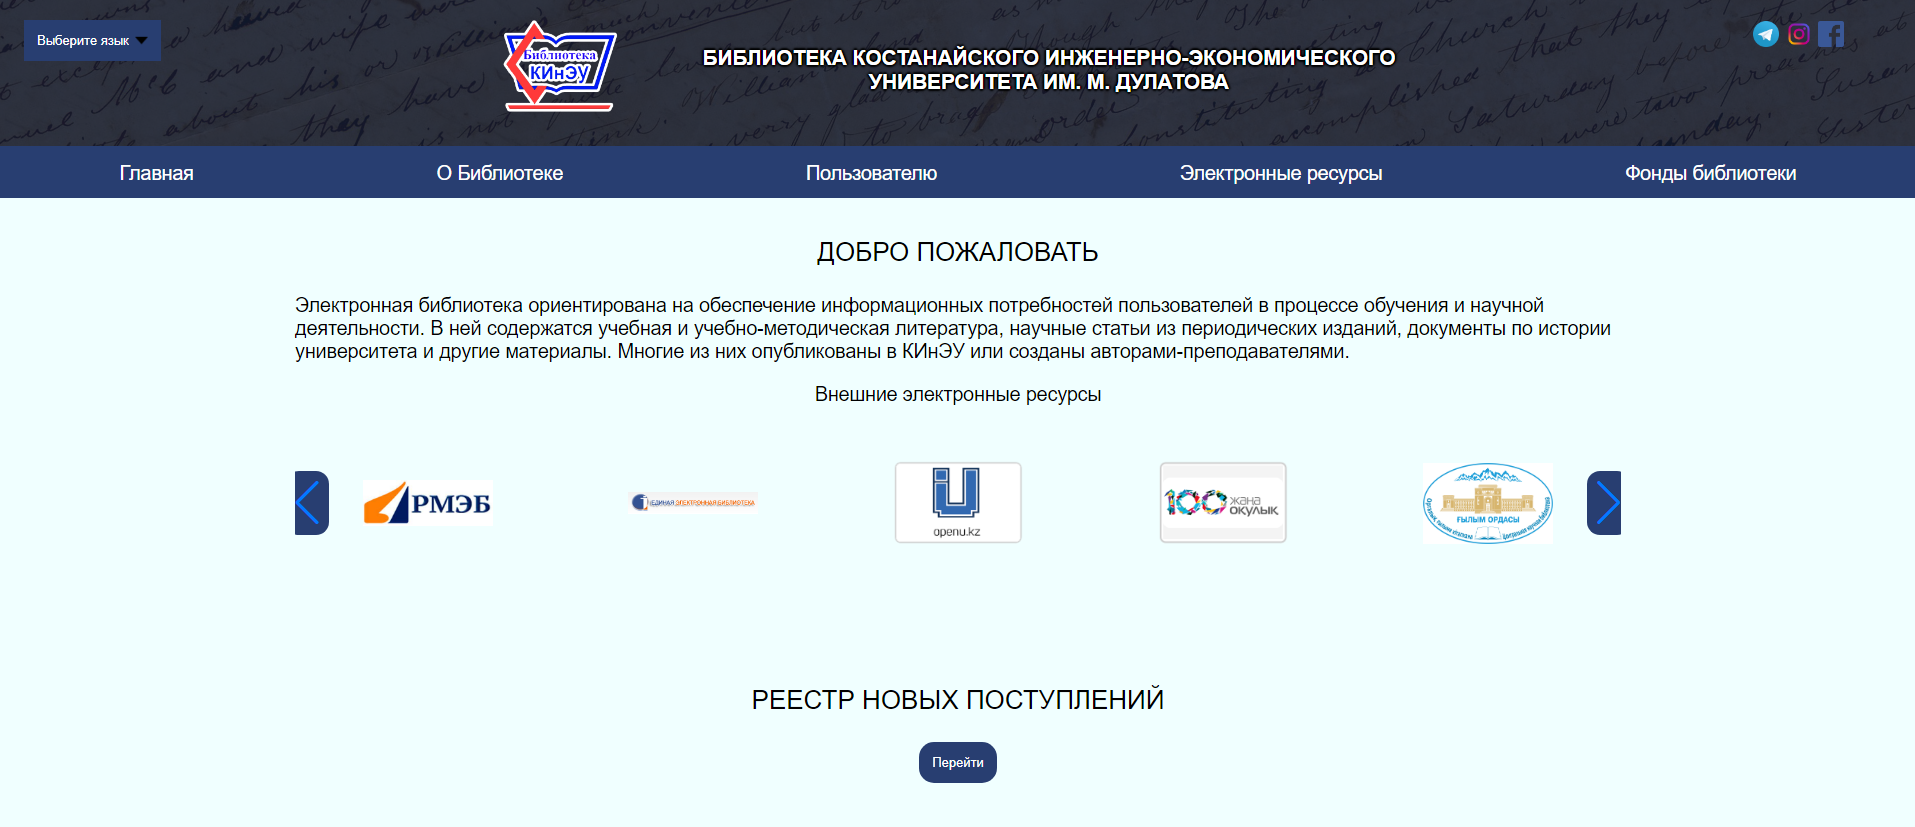 Выберите язык
Библиотека
КИнЭУ
БИБЛИОТЕКА КОСТАНАЙСКОГО ИНЖЕНЕРНО-ЭКОНОМИЧЕСКОГО
УНИВЕРСИТЕТА ИМ. М. ДУЛАТОВА
Главная
О Библиотеке
Пользователю
Электронные ресурсы
Фонды библиотеки
ДОБРО ПОЖАЛОВАТЬ
Электронная библиотека ориентирована на обеспечение информационных потребностей пользователей в процессе обучения и научной
деятельности. В ней содержатся учебная и учебно-методическая литература, научные статьи из периодических изданий, документы по истории
университета и другие материалы. Многие из них опубликованы в КИнЭУ или созданы авторами-преподавателями.
Внешние электронные ресурсы
РМЭБ
ЕДИНАЯ ЭЛЕКТРОННАЯ БИБЛИОТЕКА
openu.kz
100 жаңа
оқулық
ҒЫЛЫМ ОРДАСЫ
РЕЕСТР НОВЫХ ПОСТУПЛЕНИЙ
Перейти